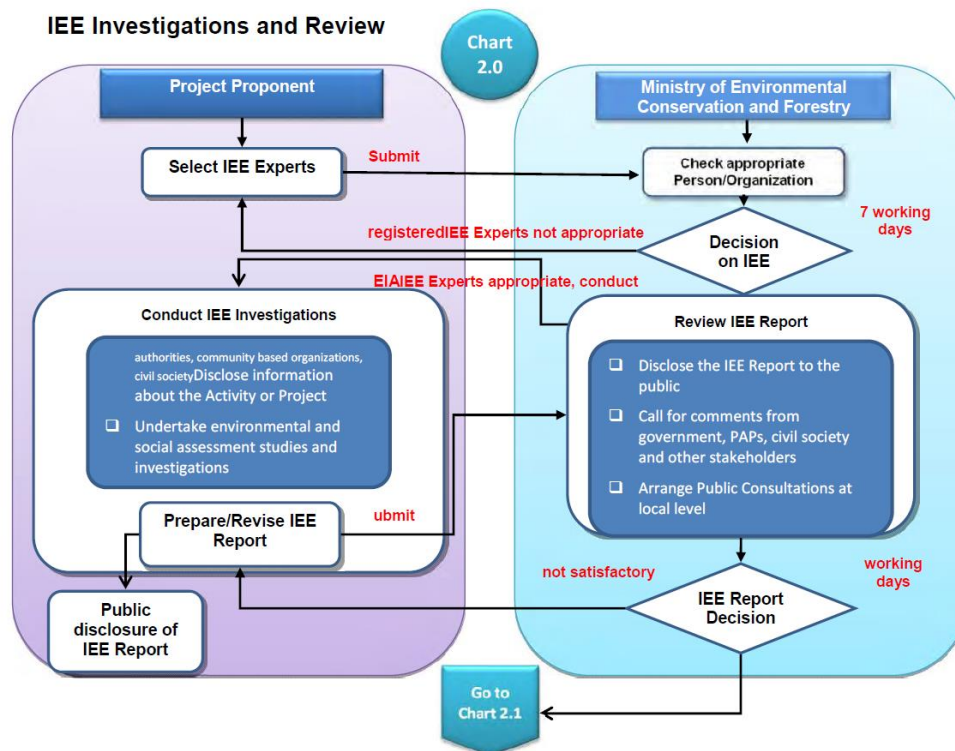 IEE Investigations and Review
Chart
2.0
Project Proponent
Ministry of Environmental
Conservation and Forestry
Select IEE Experts
Submit
Check appropriate
Person/Organization
7 working
days
registeredIEE Experts not appropriate
Decision
on IEE
EIAIEE Experts appropriate, conduct
Conduct IEE Investigations
authorities, community based organizations,
civil societyDisclose information
about the Activity or Project
❑ Undertake environmental and
social assessment studies and
investigations
Review IEE Report
❑ Disclose the IEE Report to the
public
❑ Call for comments from
government, PAPs, civil society
and other stakeholders
❑ Arrange Public Consultations at
local level
Prepare/Revise IEE
Report
ubmit
not satisfactory
working
days
Public
disclosure of
IEE Report
IEE Report
Decision
Go to
Chart 2.1